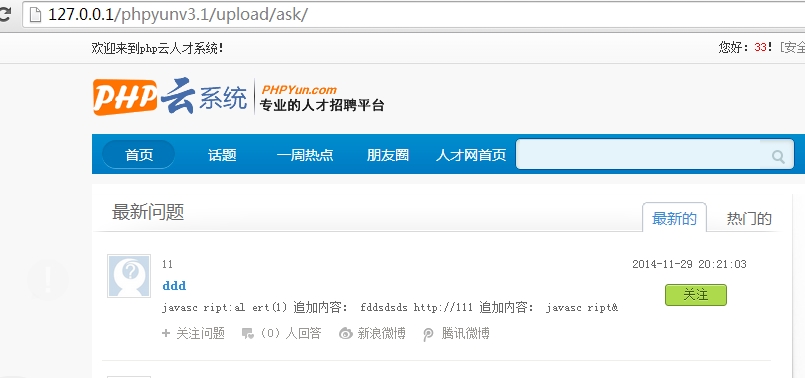 127.0.0.1/phpyunv3.1/upload/ask/
欢迎来到php云人才系统!
您好：33！[安全
PHP云系统
PHPYun.com
专业的人才招聘平台
首页 话题 一周热点 朋友圈 人才网首页
最新问题 最新的 热门的
11 2014-11-29 20:21:03
ddd
关注
javasc ript:al ert(1) 追加内容： fddsdsds http://111 追加内容： javasc ript&
+ 关注问题 （0）人回答 新浪微博 腾讯微博